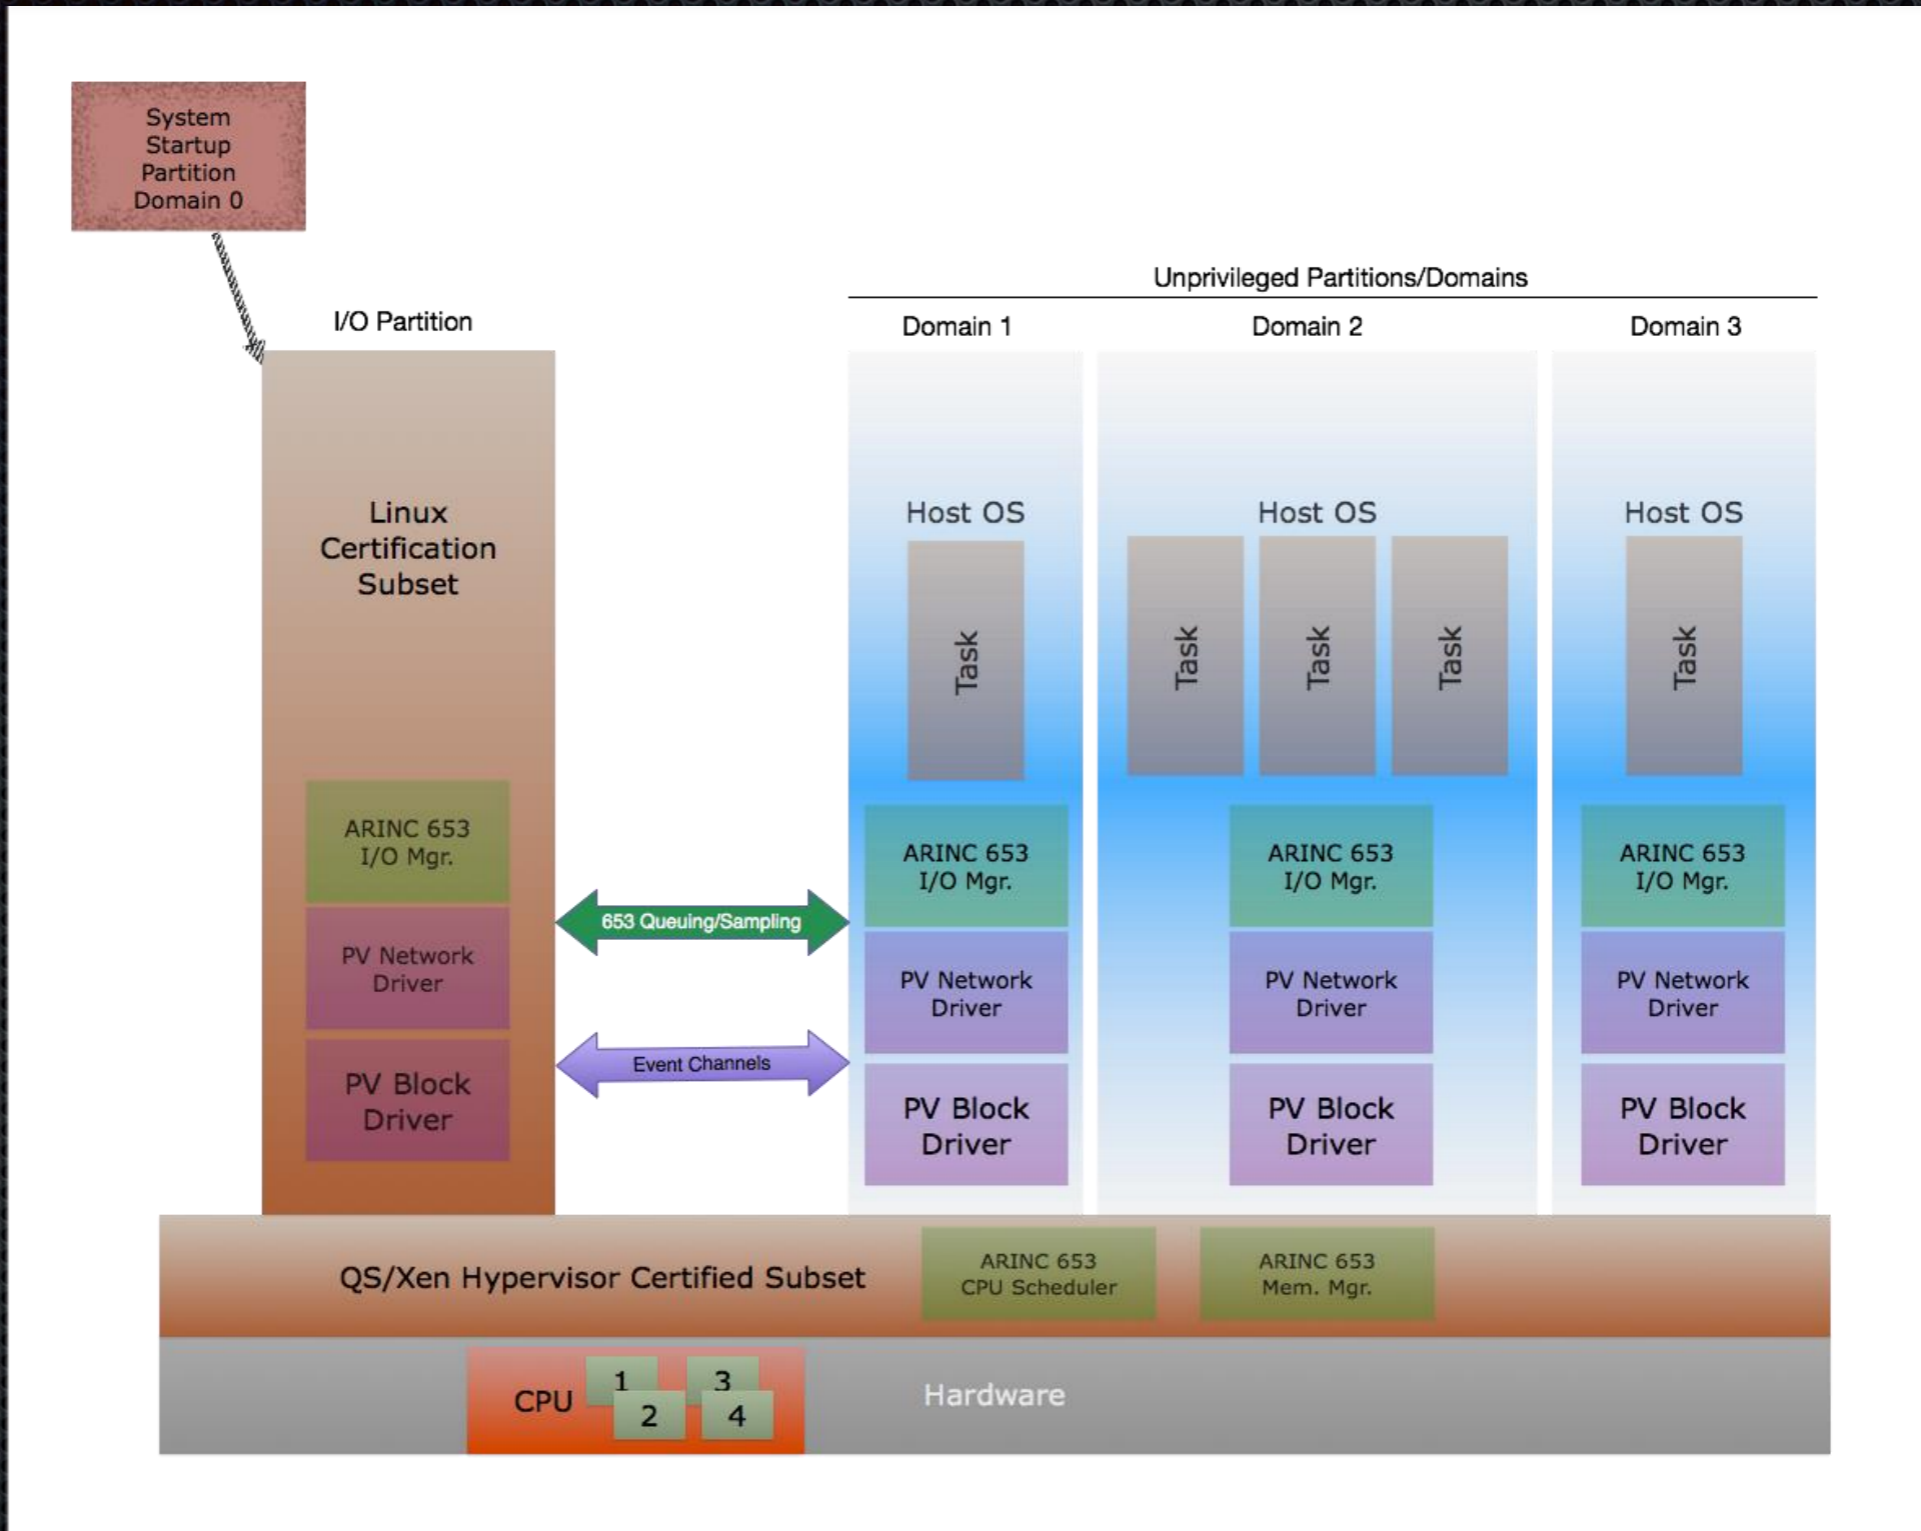 System
Startup
Partition
Domain 0
I/O Partition
Unprivileged Partitions/Domains
Domain 1
Domain 2
Domain 3
Linux
Certification
Subset
Host OS
Host OS
Host OS
Task
Task
Task
Task
Task
ARINC 653
I/O Mgr.
ARINC 653
I/O Mgr.
ARINC 653
I/O Mgr.
ARINC 653
I/O Mgr.
653 Queuing/Sampling
PV Network
Driver
PV Network
Driver
PV Network
Driver
PV Network
Driver
Event Channels
PV Block
Driver
PV Block
Driver
PV Block
Driver
PV Block
Driver
QS/Xen Hypervisor Certified Subset
ARINC 653
CPU Scheduler
ARINC 653
Mem. Mgr.
CPU
1
2
3
4
Hardware